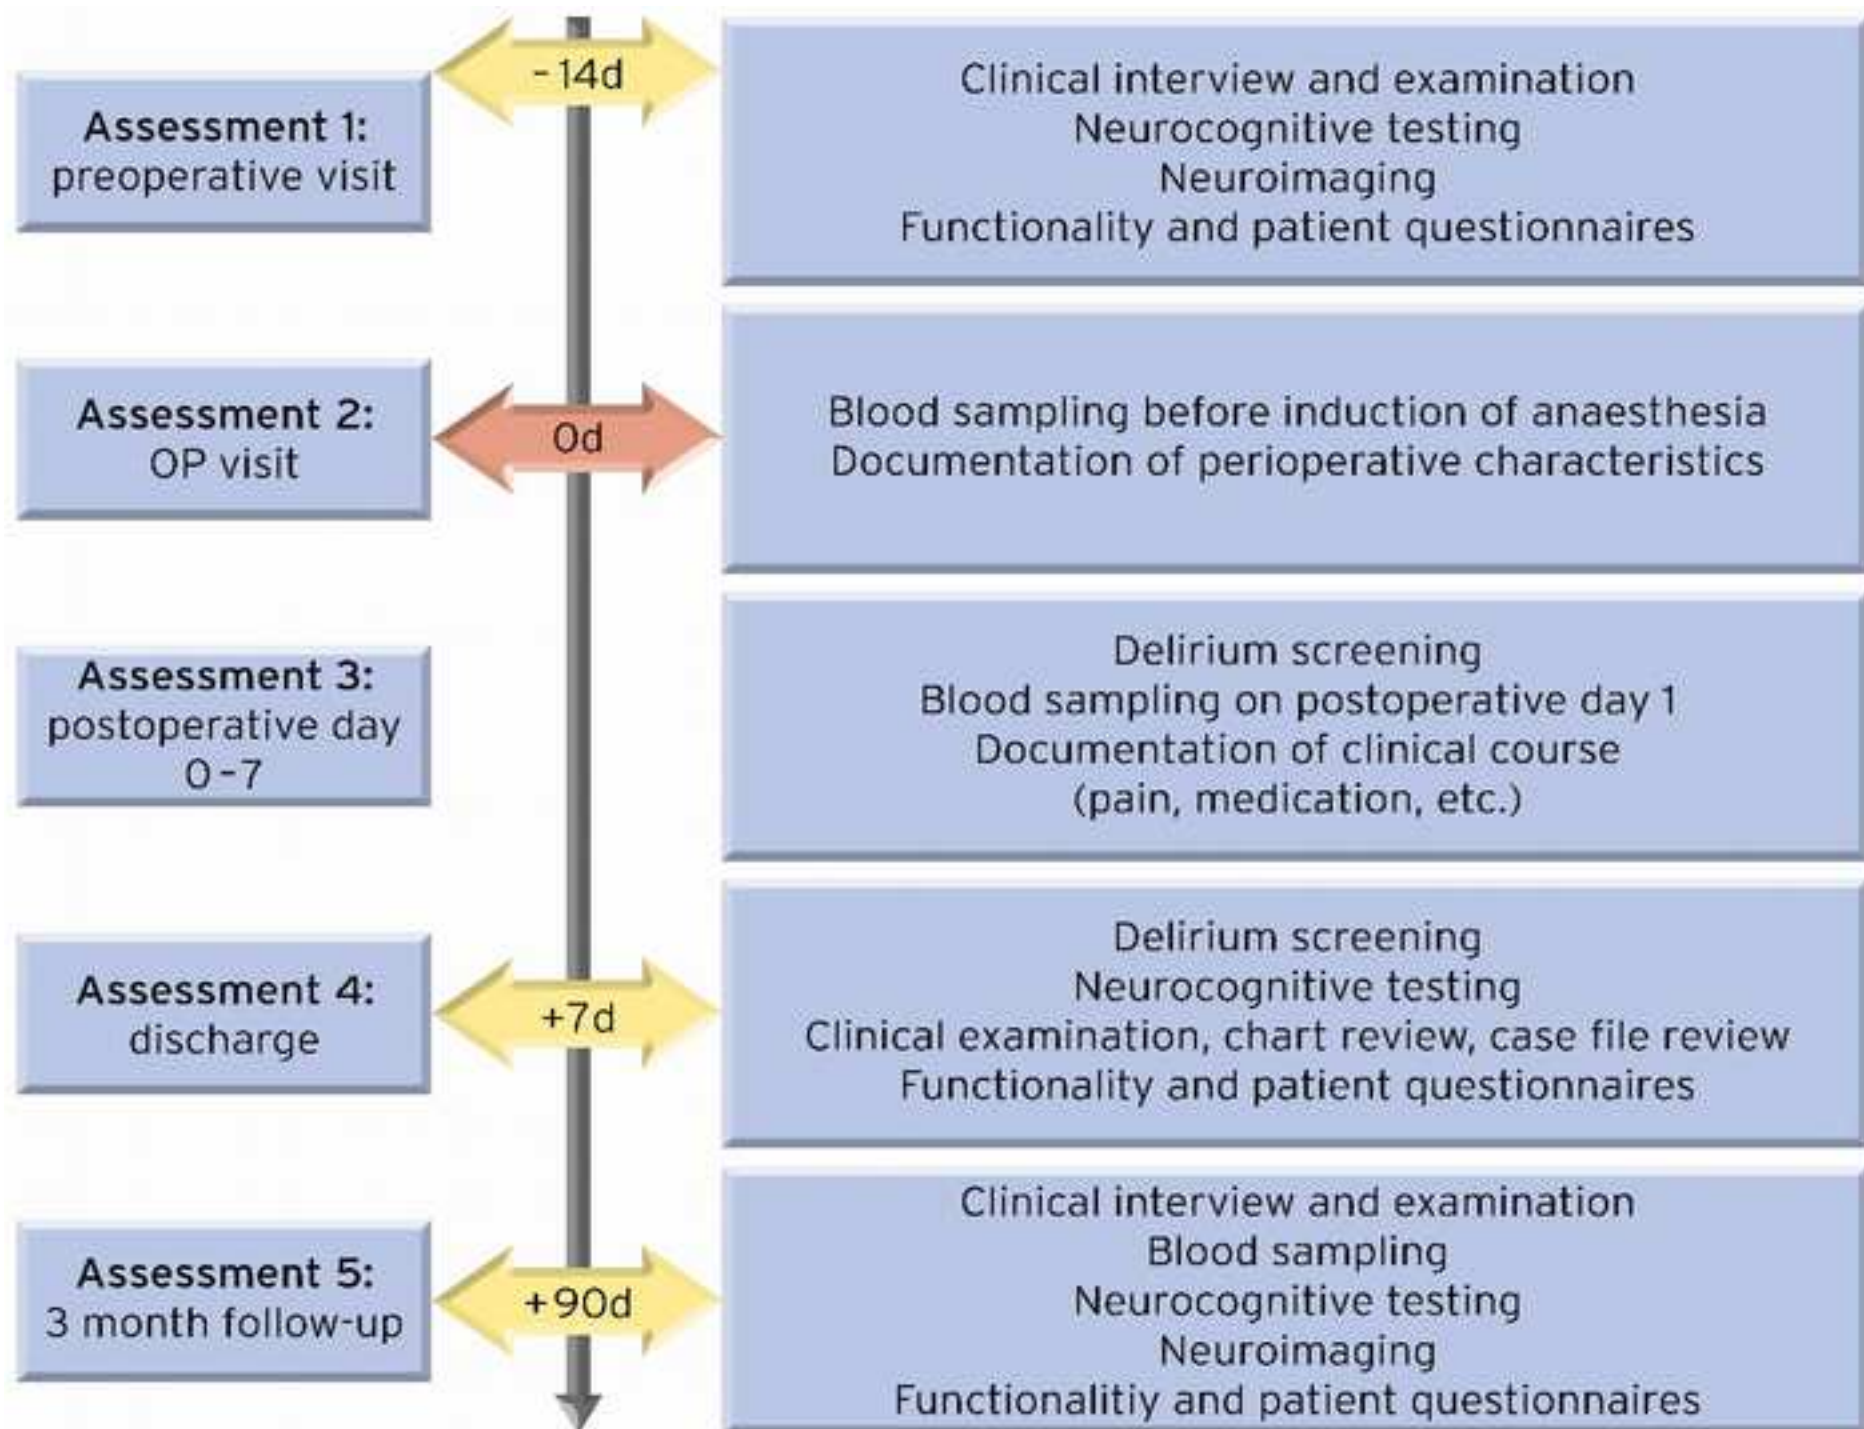 Assessment 1:
preoperative visit
- 14d
Clinical interview and examination
Neurocognitive testing
Neuroimaging
Functionality and patient questionnaires
Assessment 2:
OP visit
0d
Blood sampling before induction of anaesthesia
Documentation of perioperative characteristics
Assessment 3:
postoperative day
0-7
Delirium screening
Blood sampling on postoperative day 1
Documentation of clinical course
(pain, medication, etc.)
Assessment 4:
discharge
+7d
Delirium screening
Neurocognitive testing
Clinical examination, chart review, case file review
Functionality and patient questionnaires
Assessment 5:
3 month follow-up
+90d
Clinical interview and examination
Blood sampling
Neurocognitive testing
Neuroimaging
Functionalitiy and patient questionnaires